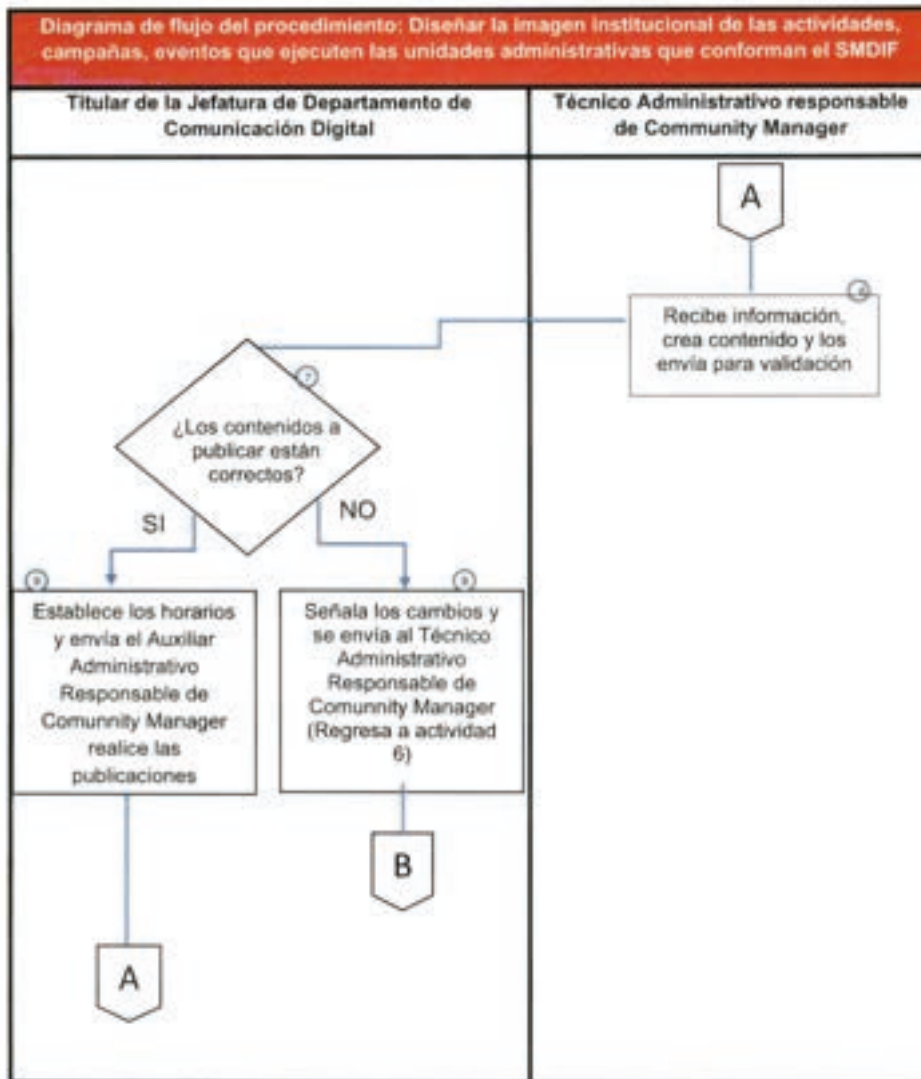 Diagrama de flujo del procedimiento: Diseñar la imagen institucional de las actividades,
campañas, eventos que ejecuten las unidades administrativas que conforman el SMDIF
Titular de la Jefatura de Departamento de
Comunicación Digital
Técnico Administrativo responsable
de Community Manager
A
Recibe información,
crea contenido y los
envía para validación
7
¿Los contenidos a
publicar están
correctos?
SI
NO
Establece los horarios
y envía el Auxiliar
Administrativo
Responsable de
Comunnity Manager
realice las
publicaciones
Señala los cambios y
se envía al Técnico
Administrativo
Responsable de
Comunnity Manager
(Regresa a actividad
6)
B
A